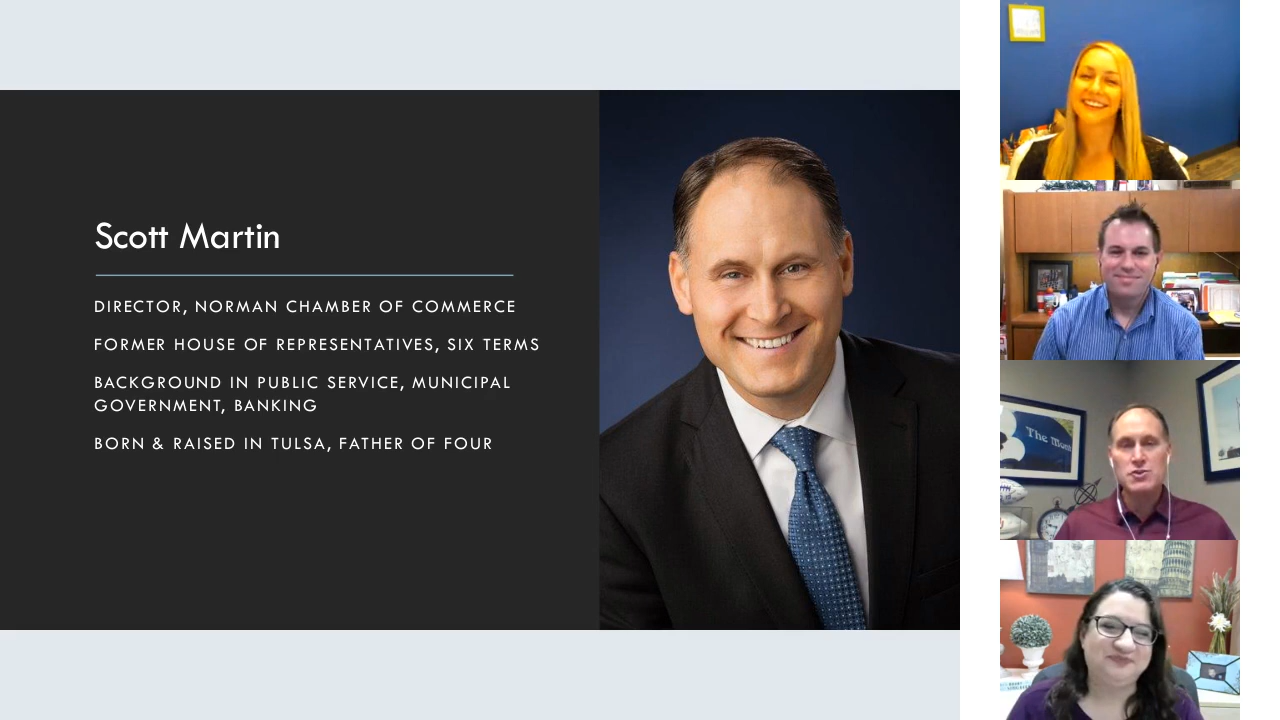 Scott Martin
DIRECTOR, NORMAN CHAMBER OF COMMERCE
FORMER HOUSE OF REPRESENTATIVES, SIX TERMS
BACKGROUND IN PUBLIC SERVICE, MUNICIPAL
GOVERNMENT, BANKING
BORN & RAISED IN TULSA, FATHER OF FOUR
The